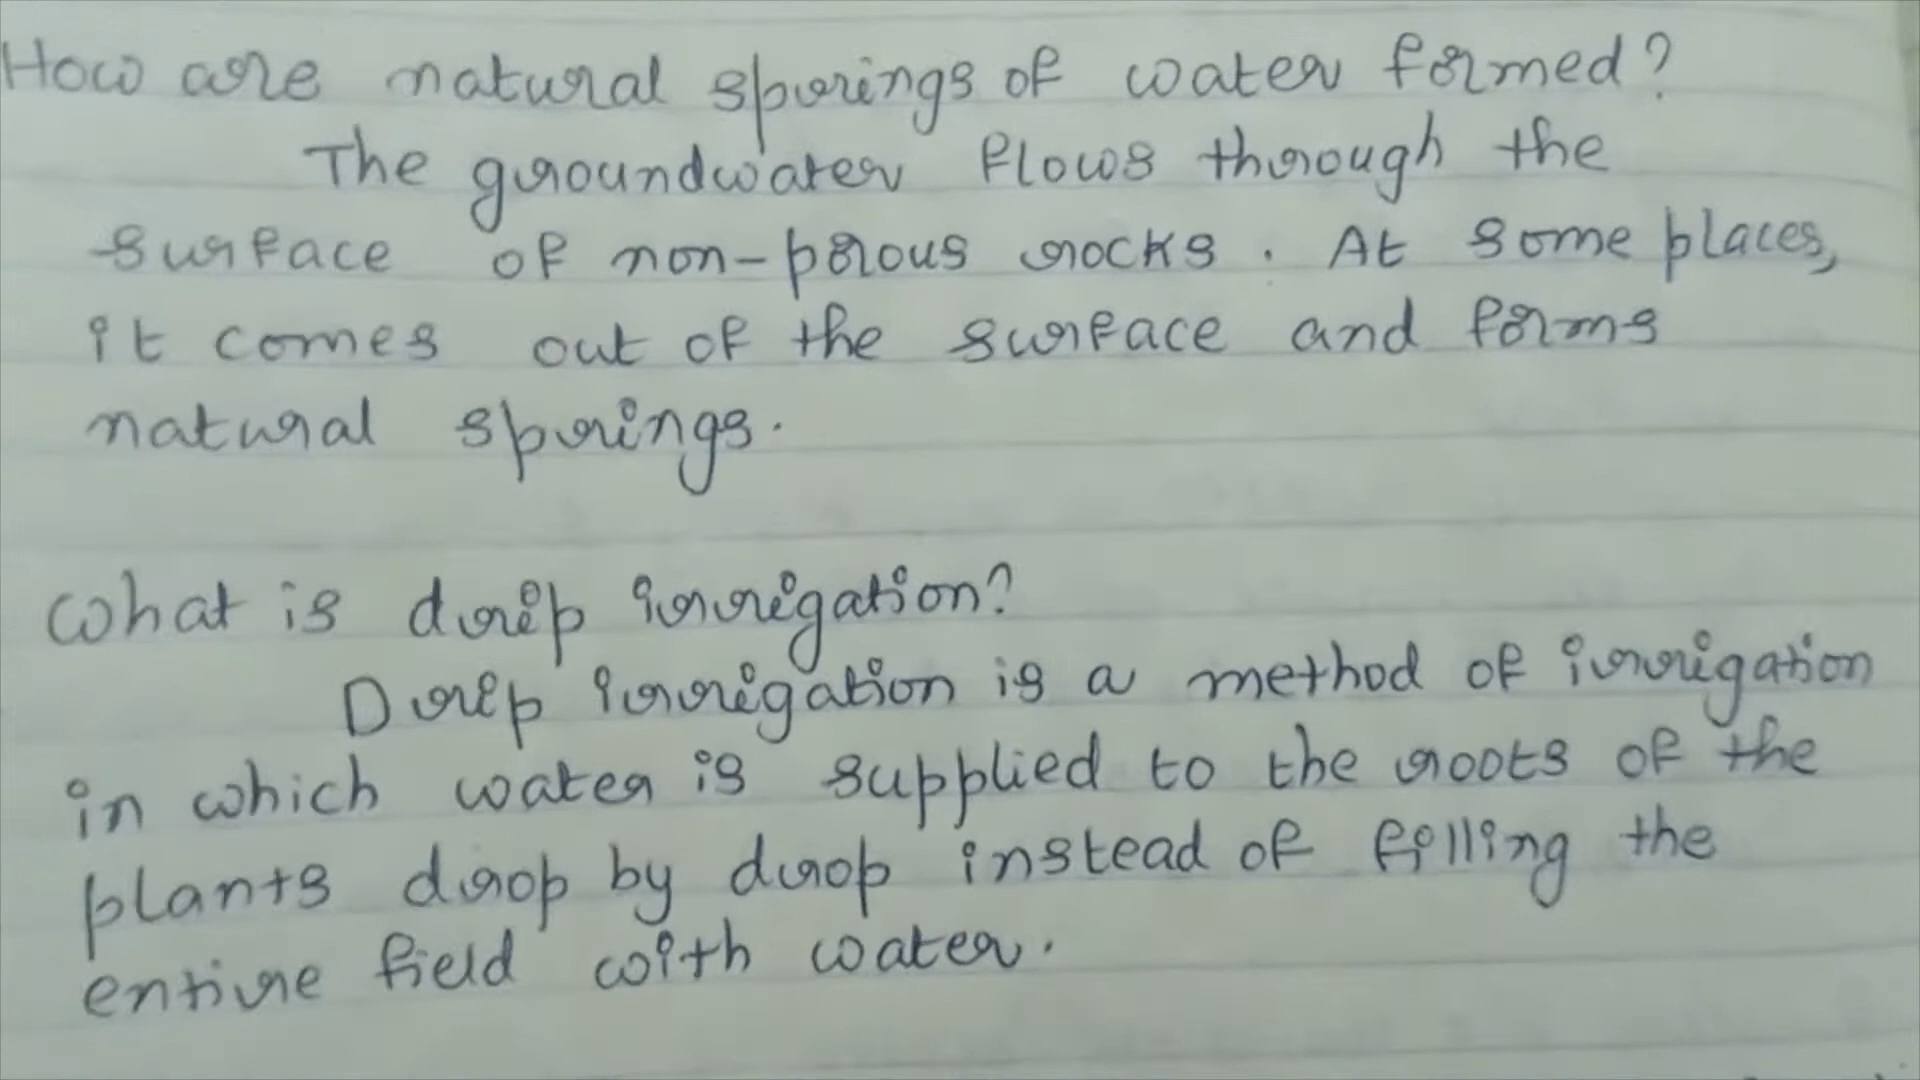 How are natural springs of water formed?
The groundwater flows through the
surface of non-porous rocks. At some places,
it comes out of the surface and forms
natural springs.
What is drip irrigation?
Drip irrigation is a method of irrigation
in which water is supplied to the roots of the
plants drop by drop instead of filling the
entire field with water.